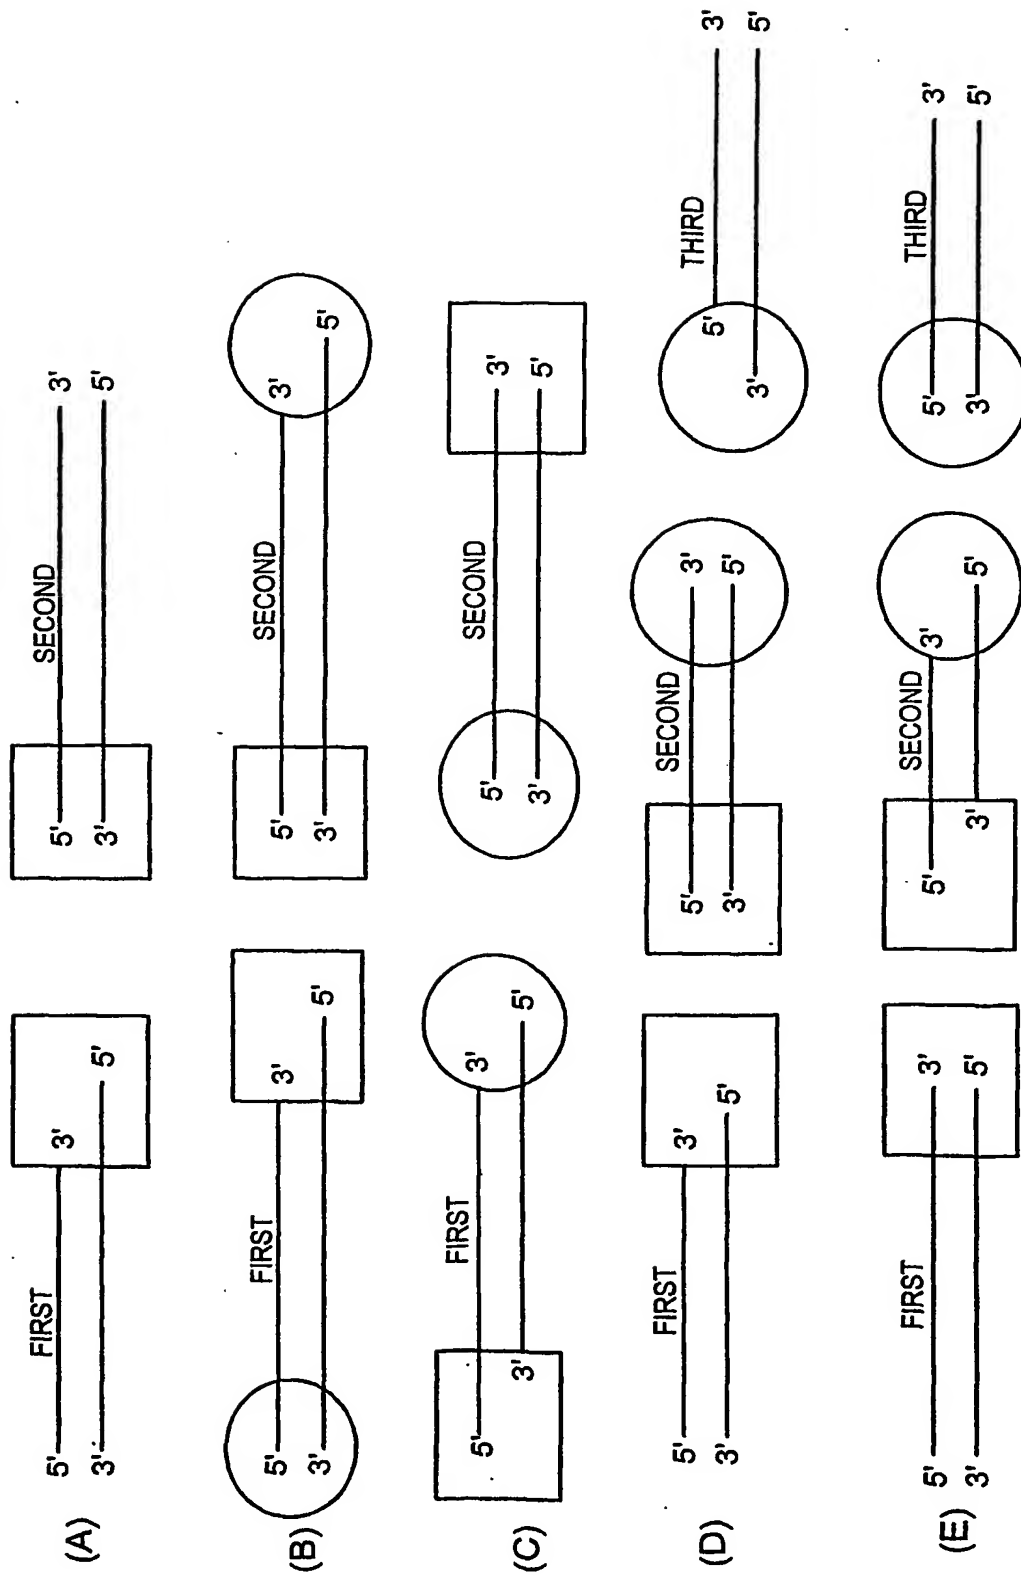 (A)
FIRST SECOND
5' 3' 5' 3'
3' 5' 3' 5'
(B)
FIRST SECOND
5' 3' 5' 3'
3' 5' 3' 5'
(C)
FIRST SECOND
5' 3' 5' 3'
3' 5' 3' 5'
(D)
FIRST SECOND THIRD
5' 3' 5' 3' 5' 3'
3' 5' 3' 5' 3' 5'
(E)
FIRST SECOND THIRD
5' 3' 5' 3' 5' 3'
3' 5' 3' 5' 3' 5'